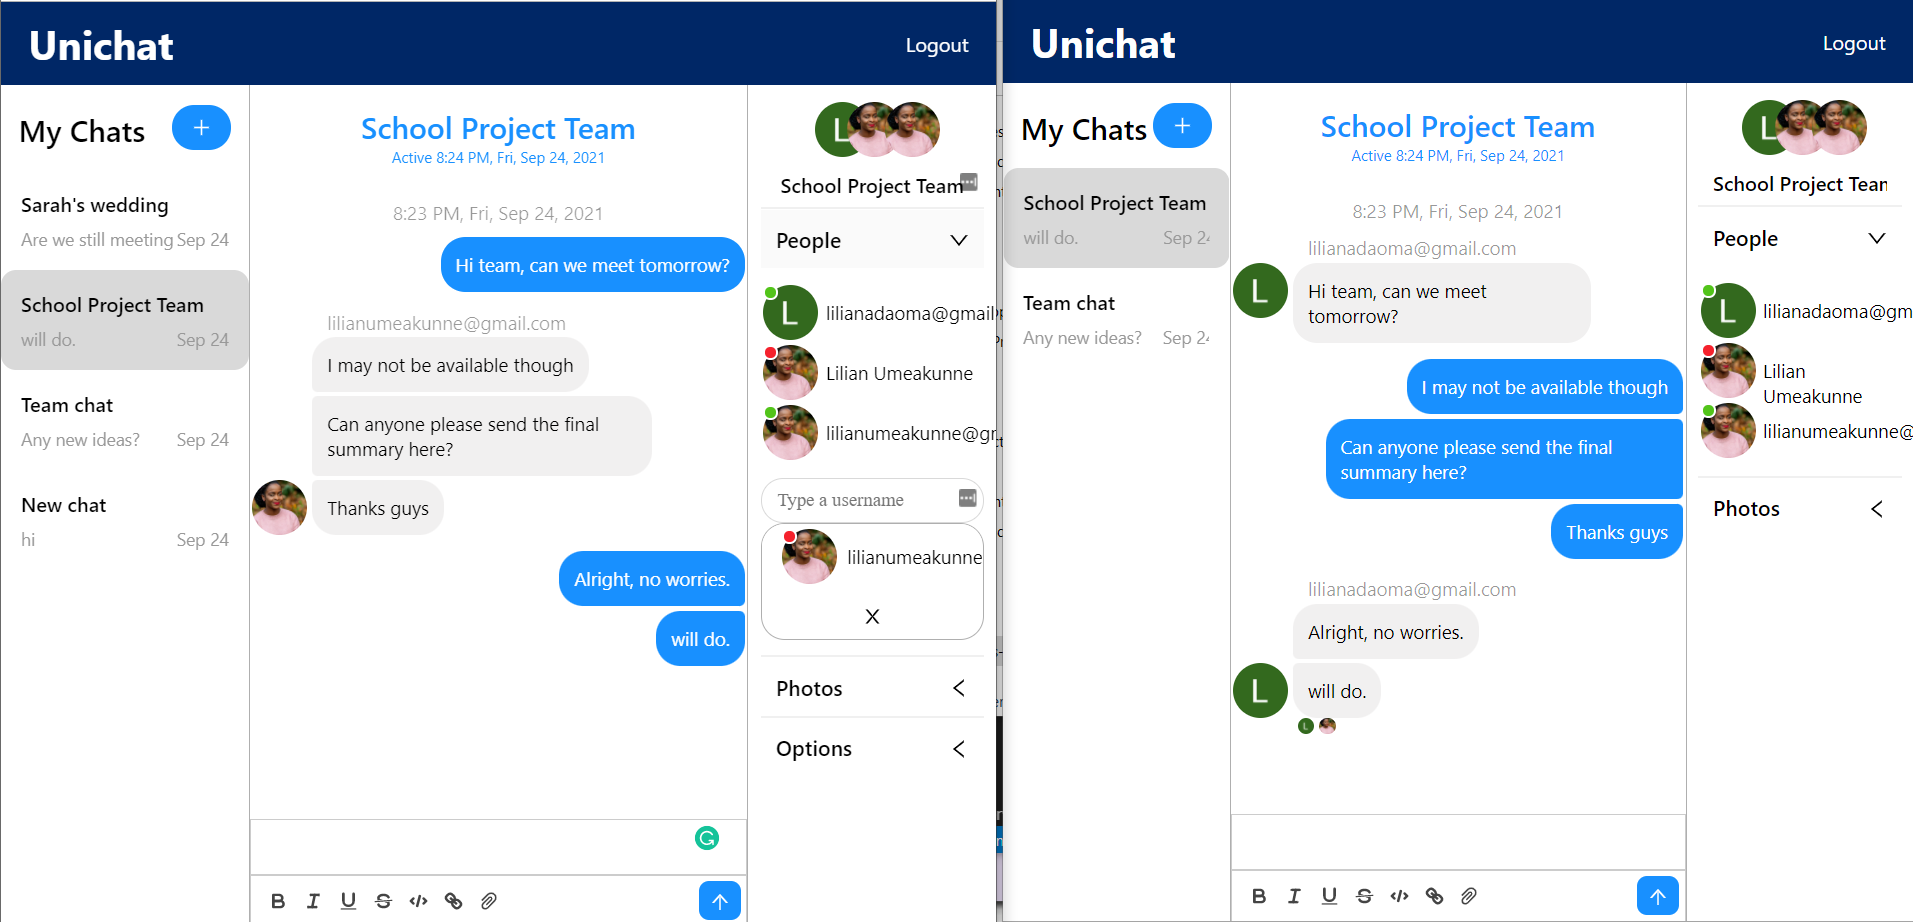 Unichat
Logout
My Chats
+
Sarah's wedding
Are we still meeting Sep 24
School Project Team
will do. Sep 24
Team chat
Any new ideas? Sep 24
New chat
hi Sep 24
School Project Team
Active 8:24 PM, Fri, Sep 24, 2021
8:23 PM, Fri, Sep 24, 2021
Hi team, can we meet tomorrow?
lilianumeakunne@gmail.com
I may not be available though
Can anyone please send the final
summary here?
Thanks guys
Alright, no worries.
will do.
B I U S </>
L
School Project Team
People
L lilianadaoma@gmail
Lilian Umeakunne
lilianumeakunne@gr
Type a username
lilianumeakunne
X
Photos
Options
Unichat
Logout
My Chats
+
School Project Team
will do. Sep 24
Team chat
Any new ideas? Sep 24
School Project Team
Active 8:24 PM, Fri, Sep 24, 2021
8:23 PM, Fri, Sep 24, 2021
lilianadaoma@gmail.com
L
Hi team, can we meet
tomorrow?
I may not be available though
Can anyone please send the final
summary here?
Thanks guys
lilianadaoma@gmail.com
Alright, no worries.
L will do.
L
B I U S </>
L
School Project Tean
People
L lilianadaoma@gm
Lilian
Umeakunne
lilianumeakunne@
Photos